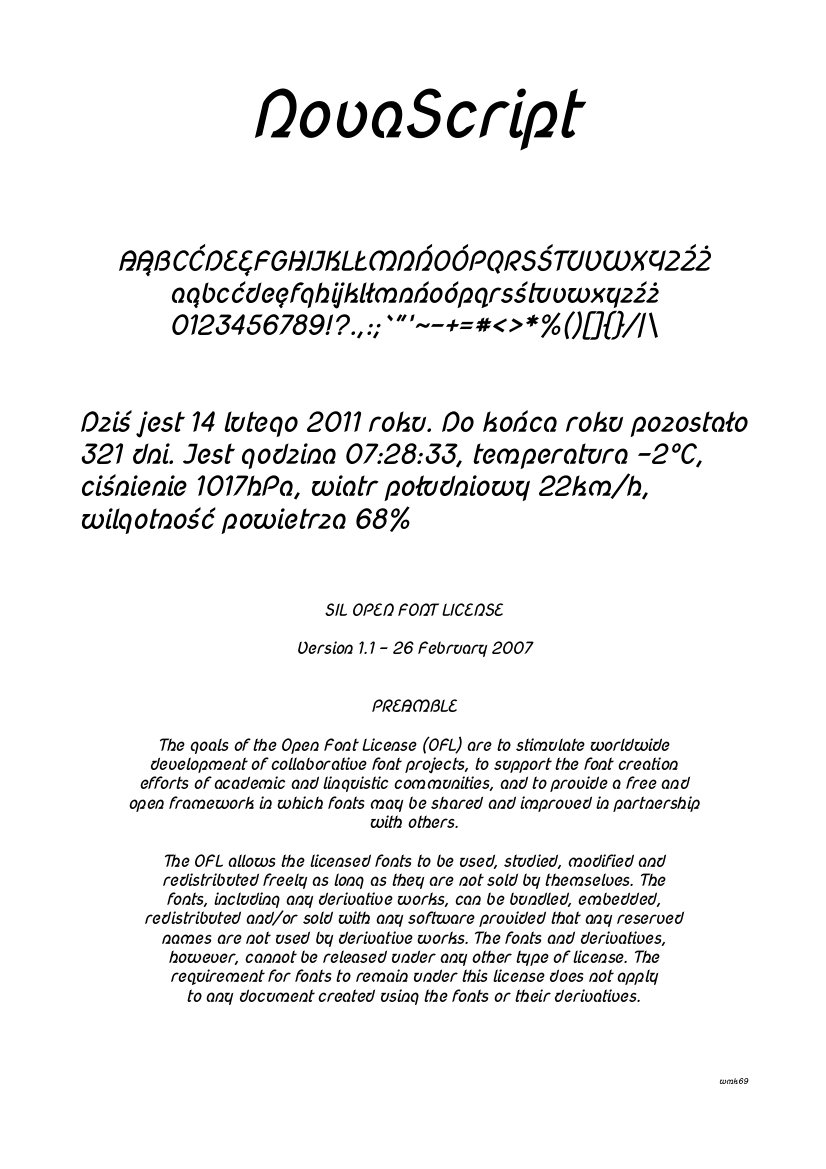 NovaScript
AĄBCĆDEĘFGHIJKLŁMNŃOÓPQRSŚTUVWXYZŹŻ
aąbcćdeęfghijklłmnńoópqrsśtuvwxyzźż
0123456789!?.,:;`"'~-+=#<>*%()[]{}/|\
Dziś jest 14 lutego 2011 roku. Do końca roku pozostało
321 dni. Jest godzina 07:28:33, temperatura -2°C,
ciśnienie 1017hPa, wiatr południowy 22km/h,
wilgotność powietrza 68%
SIL OPEN FONT LICENSE
Version 1.1 - 26 February 2007
PREAMBLE
The goals of the Open Font License (OFL) are to stimulate worldwide
development of collaborative font projects, to support the font creation
efforts of academic and linguistic communities, and to provide a free and
open framework in which fonts may be shared and improved in partnership
with others.
The OFL allows the licensed fonts to be used, studied, modified and
redistributed freely as long as they are not sold by themselves. The
fonts, including any derivative works, can be bundled, embedded,
redistributed and/or sold with any software provided that any reserved
names are not used by derivative works. The fonts and derivatives,
however, cannot be released under any other type of license. The
requirement for fonts to remain under this license does not apply
to any document created using the fonts or their derivatives.
wmk69